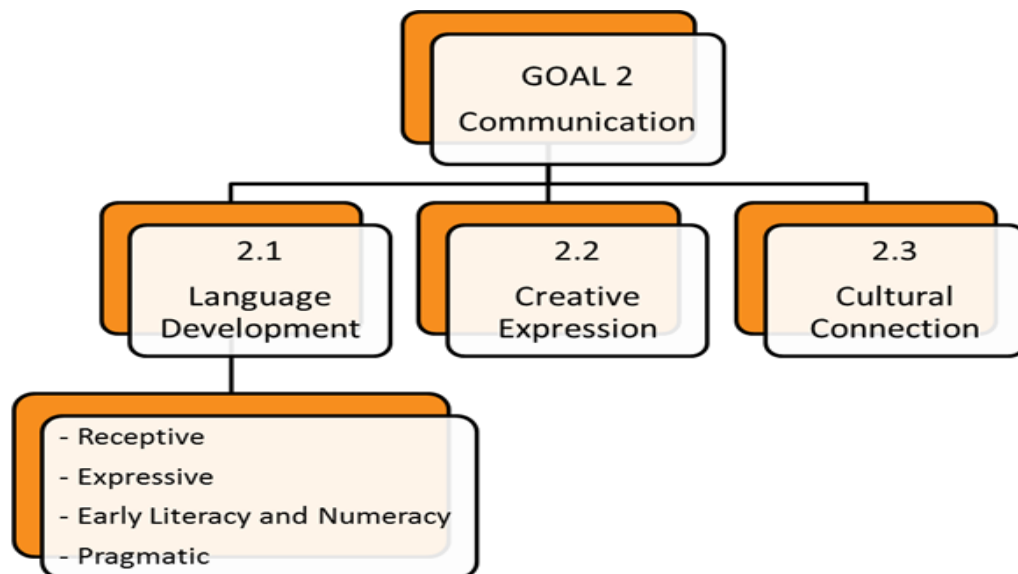 GOAL 2
Communication
2.1
Language
Development
2.2
Creative
Expression
2.3
Cultural
Connection
- Receptive
- Expressive
- Early Literacy and Numeracy
- Pragmatic